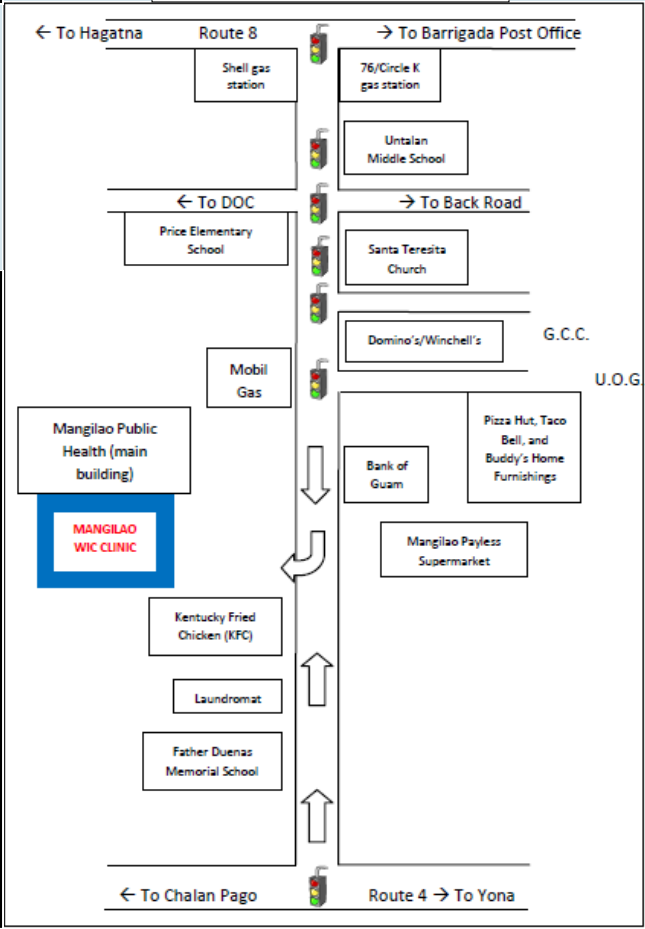 ← To Hagatna Route 8 → To Barrigada Post Office
Shell gas
station
76/Circle K
gas station
Untalan
Middle School
← To DOC → To Back Road
Price Elementary
School
Santa Teresita
Church
Domino's/Winchell's
G.C.C.
Mobil
Gas
U.O.G.
Mangilao Public
Health (main
building)
Pizza Hut, Taco
Bell, and
Buddy's Home
Furnishings
Bank of
Guam
MANGILAO
WIC CLINIC
Mangilao Payless
Supermarket
Kentucky Fried
Chicken (KFC)
Laundromat
Father Duenas
Memorial School
← To Chalan Pago Route 4 → To Yona